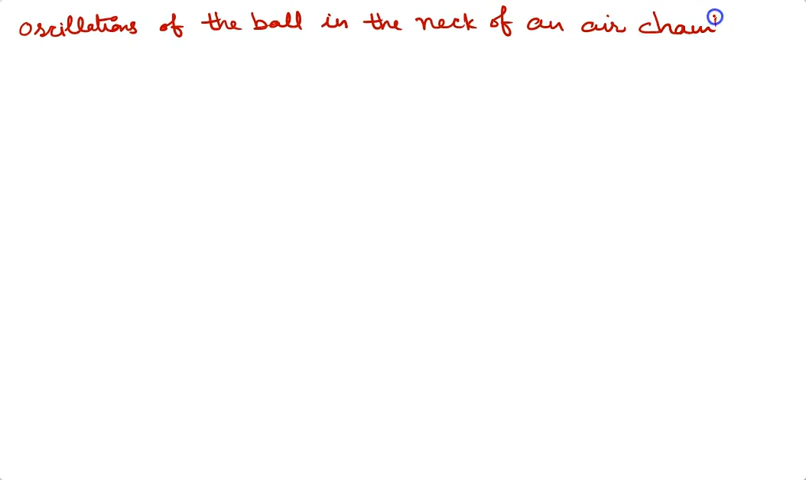 oscillations of the ball in the neck of an air cham